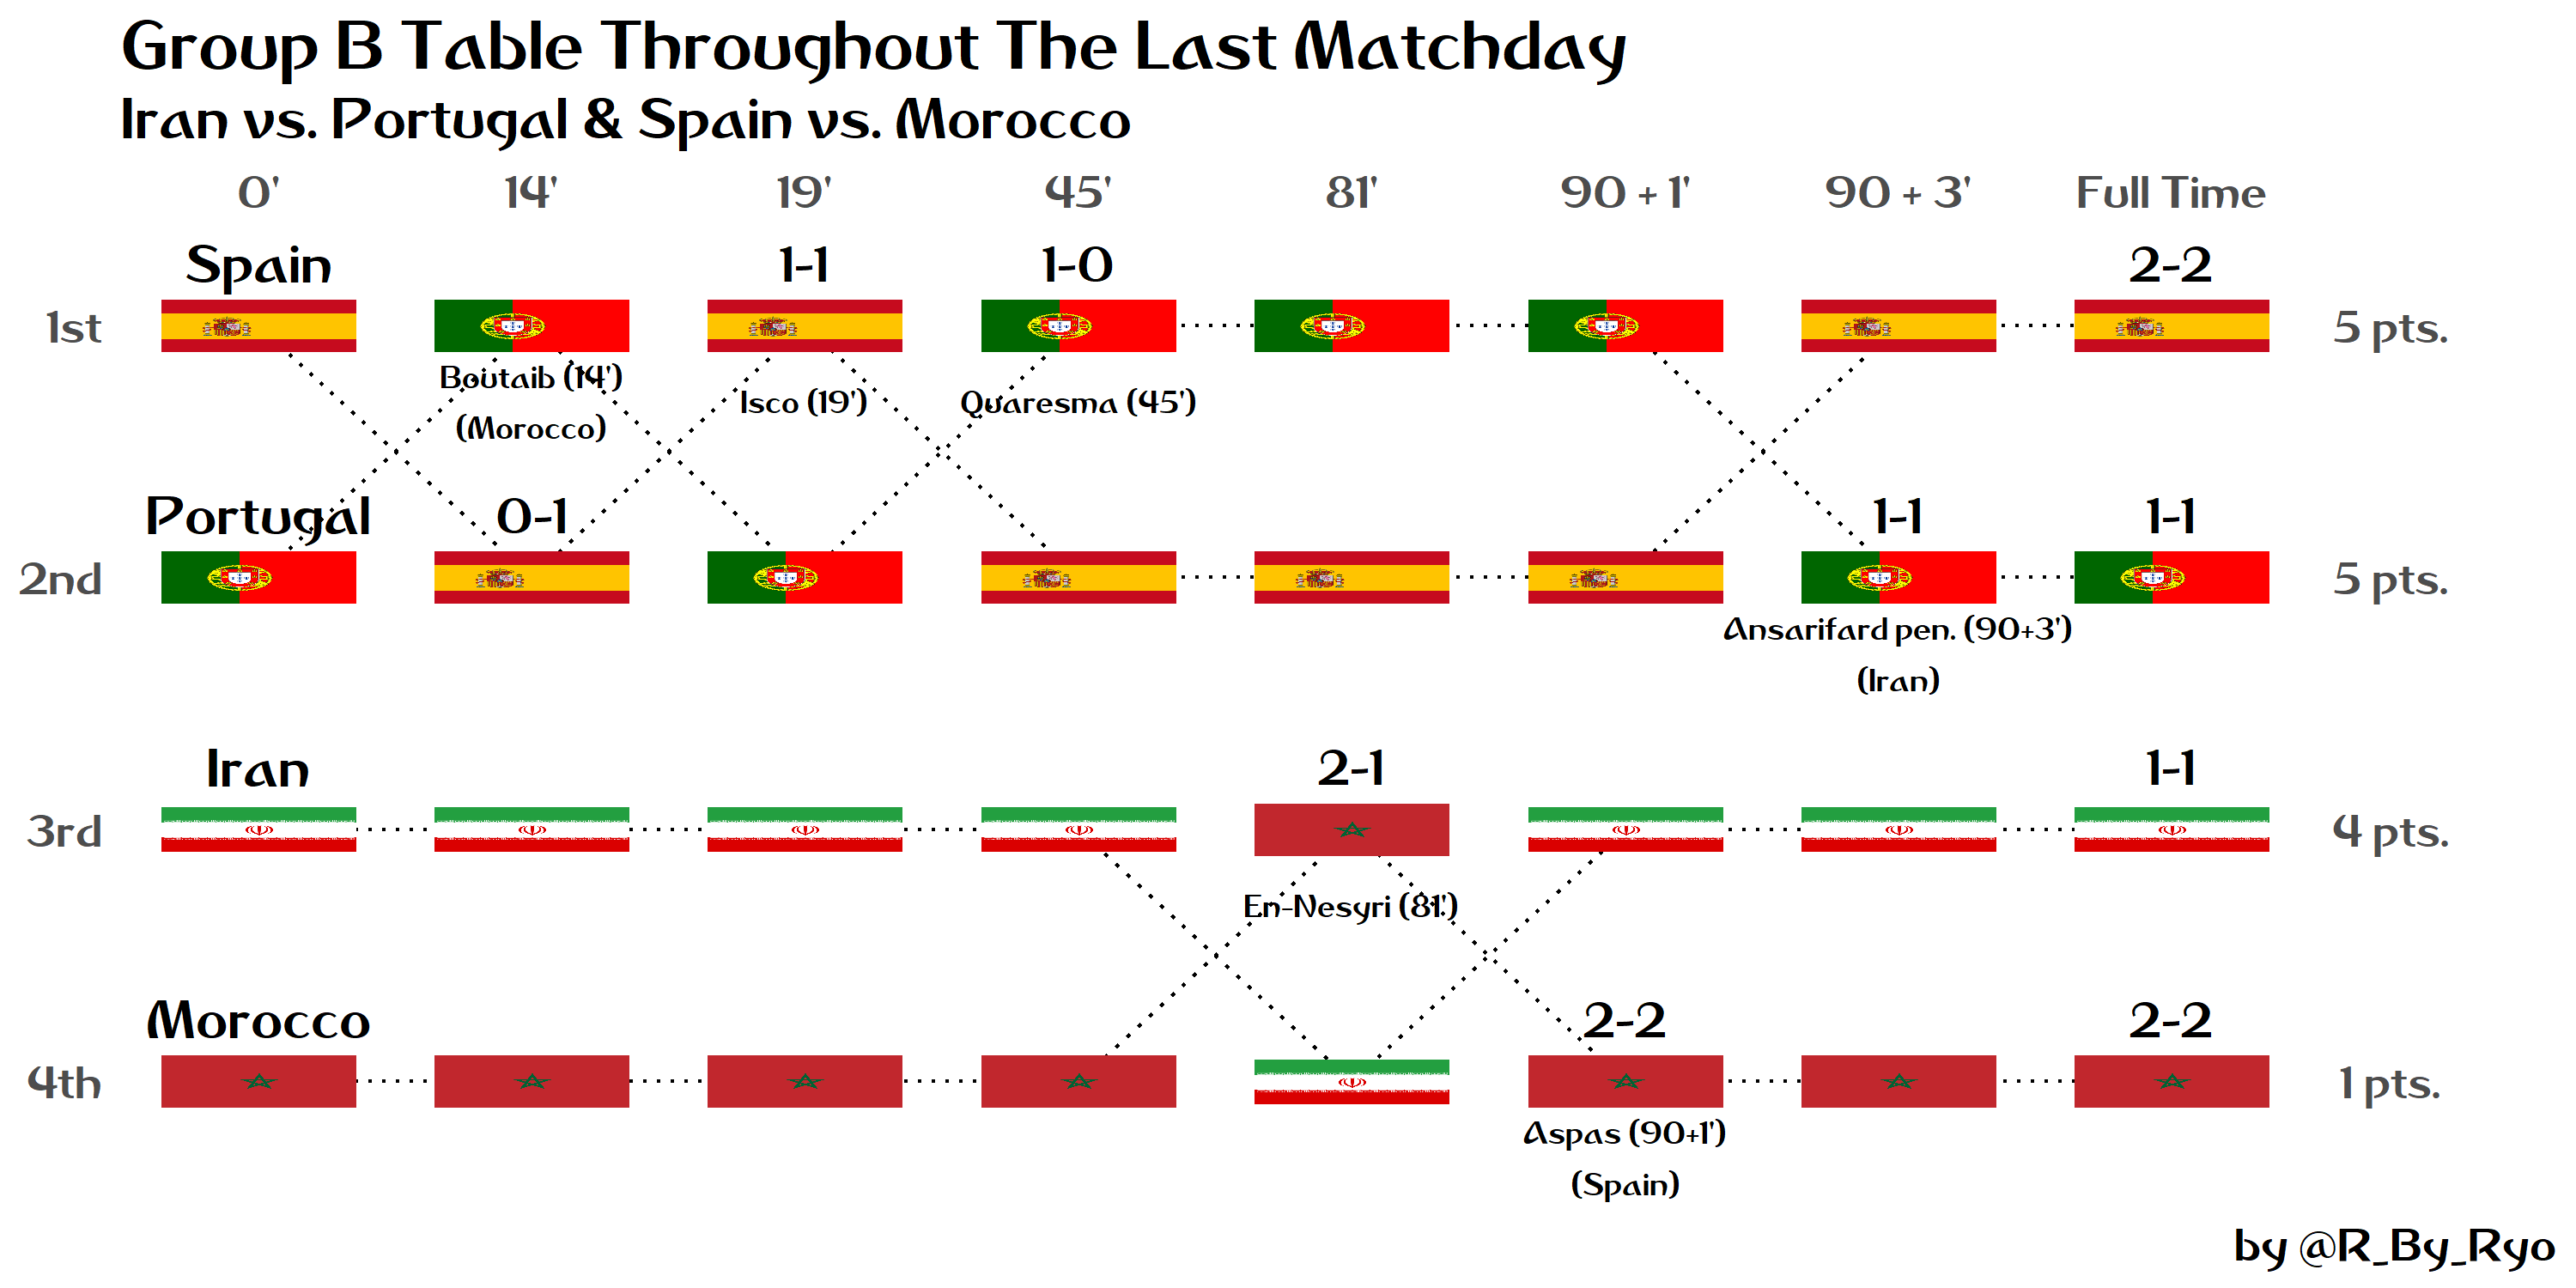 Group B Table Throughout The Last Matchday
Iran vs. Portugal & Spain vs. Morocco
0' 14' 19' 45' 81' 90 + 1' 90 + 3' Full Time
Spain 1-1 1-0 2-2
1st 5 pts.
Boutaib (14')
(Morocco)
Isco (19') Quaresma (45')
Portugal 0-1 1-1 1-1
2nd 5 pts.
Ansarifard pen. (90+3')
(Iran)
Iran 2-1 1-1
3rd 4 pts.
En-Nesyri (81')
Morocco 2-2 2-2
4th 1 pts.
Aspas (90+1')
(Spain)
by @R_By_Ryo